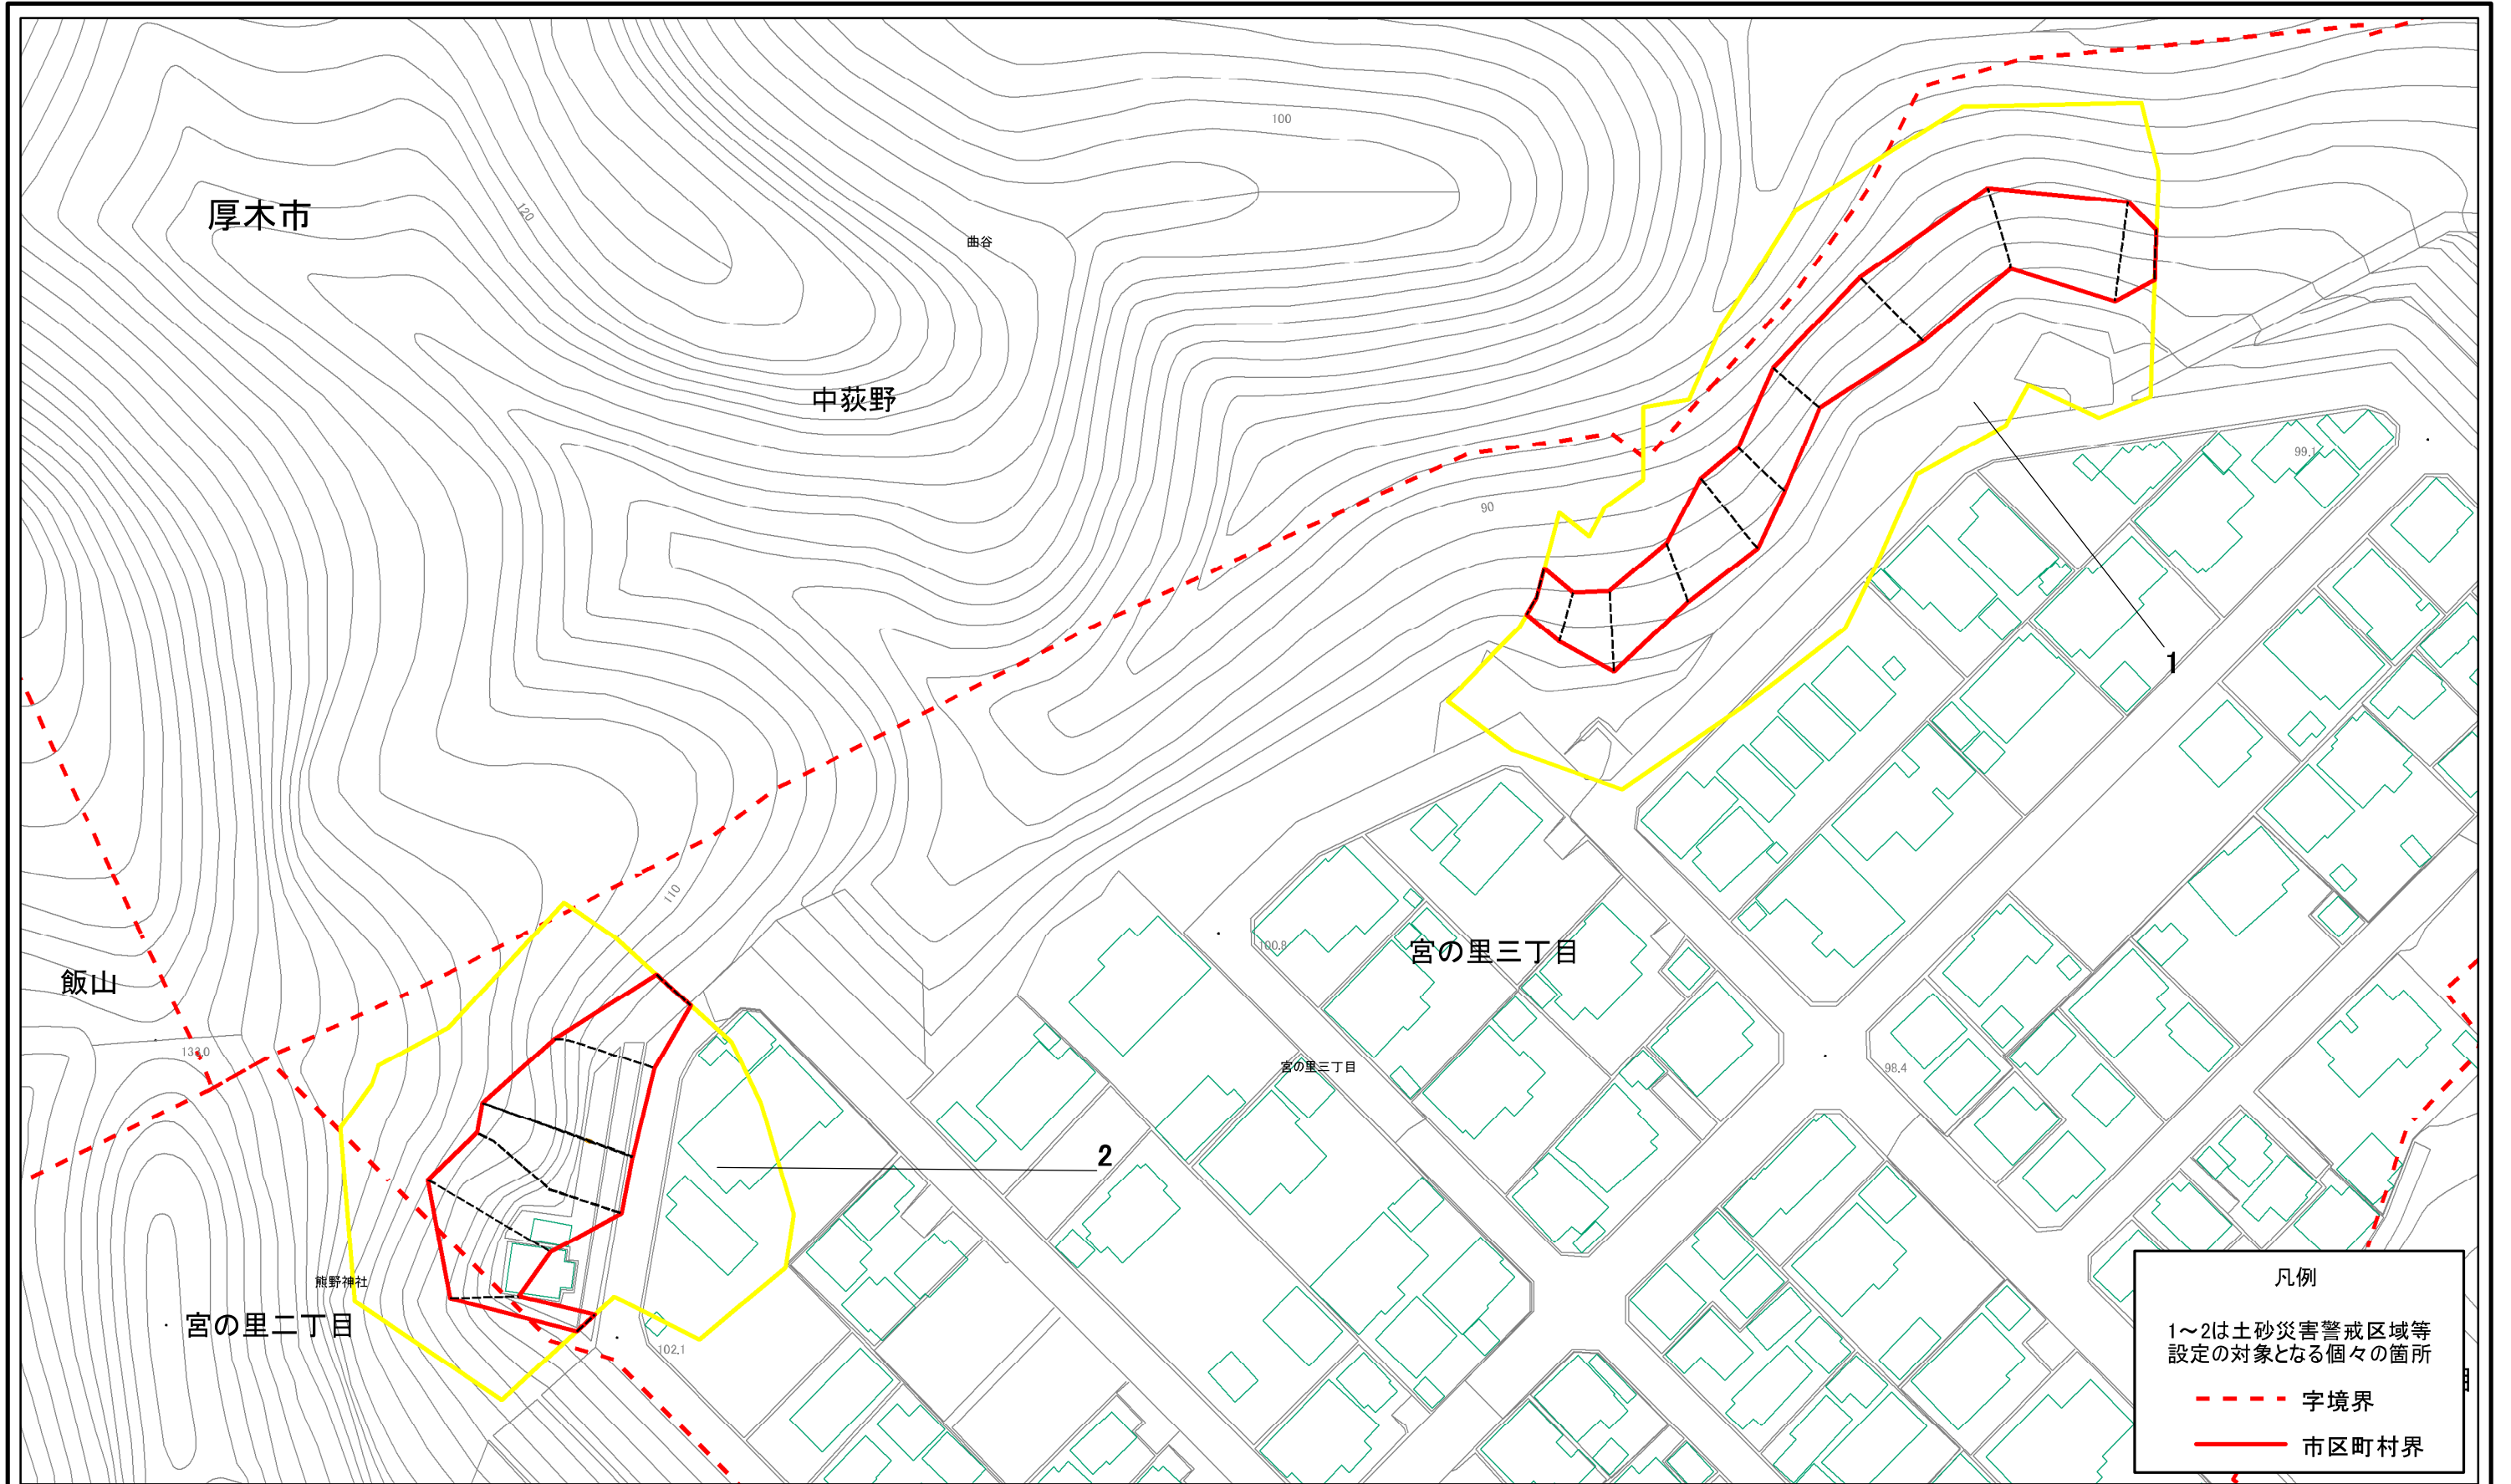 100
厚木市
120
曲谷
中荻野
99.1
90
1
110
100.8
宮の里三丁目
飯山
133.0
宮の里三丁目
98.4
2
熊野神社
宮の里二丁目
102.1
凡例
1～2は土砂災害警戒区域等
設定の対象となる個々の箇所
字境界
市区町村界